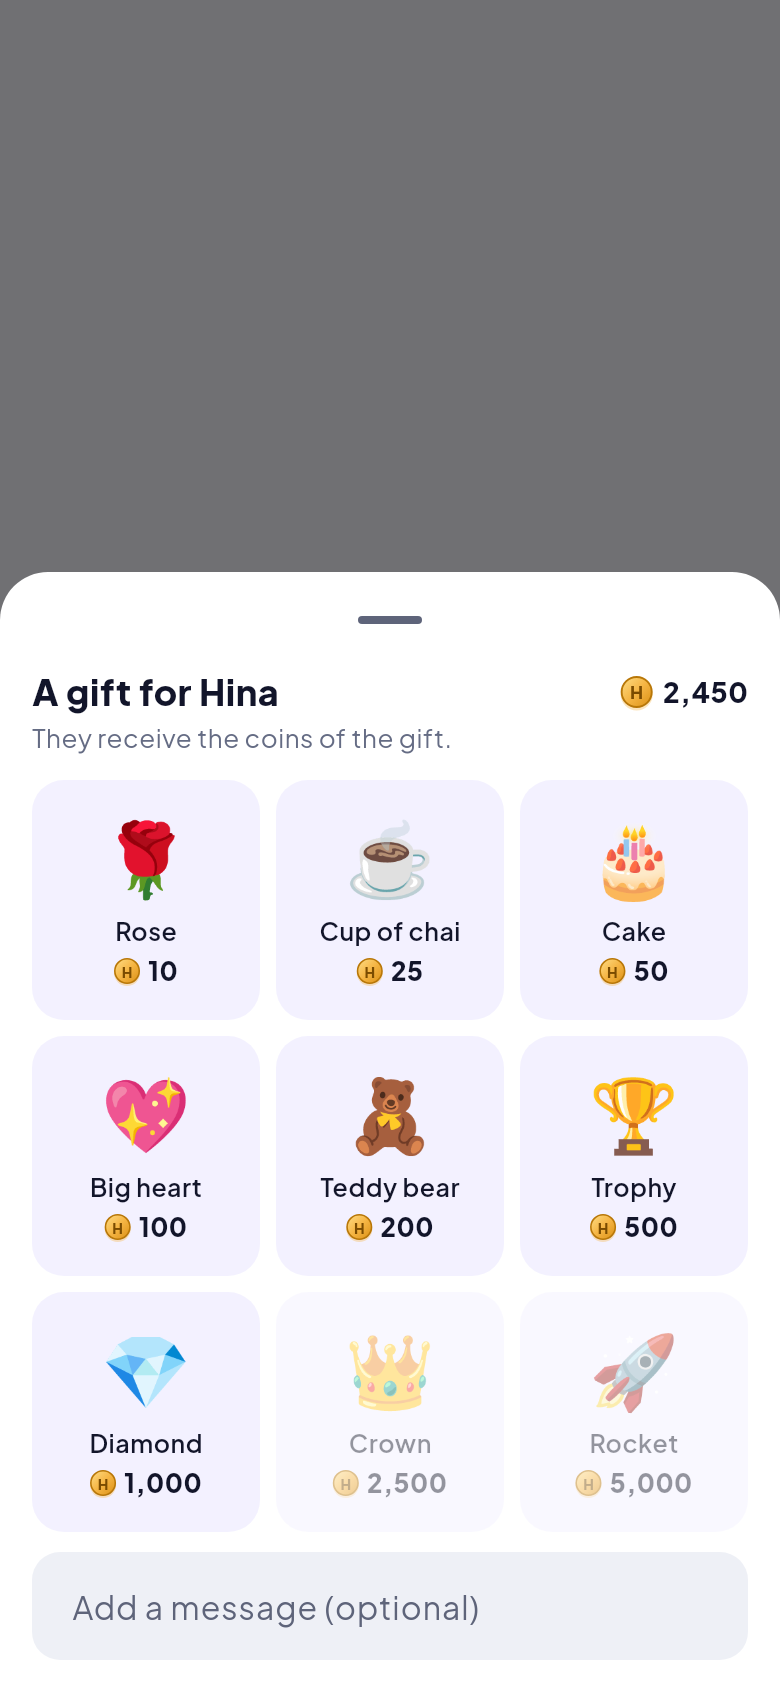 A gift for Hina
H 2,450
They receive the coins of the gift.
Rose
H 10
Cup of chai
H 25
Cake
H 50
Big heart
H 100
Teddy bear
H 200
Trophy
H 500
Diamond
H 1,000
Crown
H 2,500
Rocket
H 5,000
Add a message (optional)